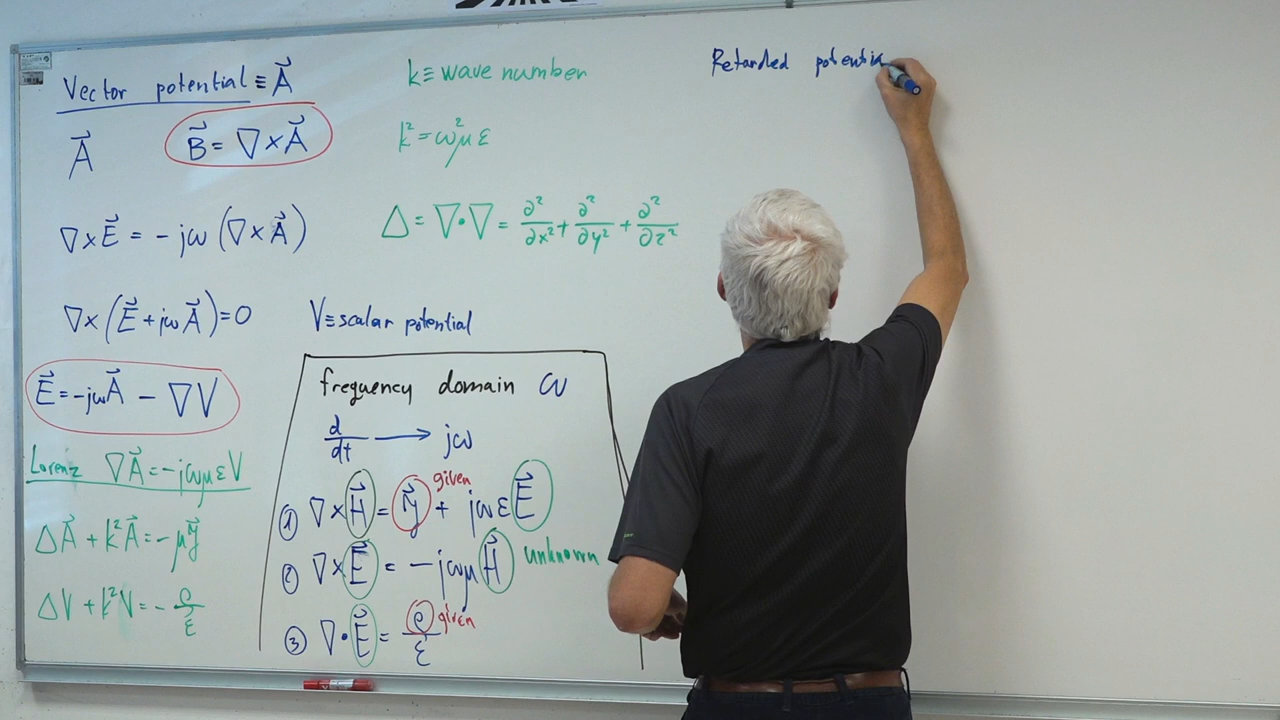 Vector potential ≡ A⃗
A⃗ B⃗ = ∇×A⃗
∇×E⃗ = -jω (∇×A⃗)
∇×(E⃗+jωA⃗)=0
E⃗=-jωA⃗ - ∇V
Lorenz ∇A⃗=-jωμεV
ΔA⃗ + k²A⃗=-μJ⃗
ΔV + k²V=-ρ/ε
k≡wave number
k²=ω²με
Δ=∇•∇= ∂²/∂x² + ∂²/∂y² + ∂²/∂z²
V≡scalar potential
frequency domain ω
d/dt → jω
① ∇×H⃗ = J⃗ + jωεE⃗ given
② ∇×E⃗ = -jωμH⃗ unknown
③ ∇•E⃗ = ρ/ε given
Retarded potentia